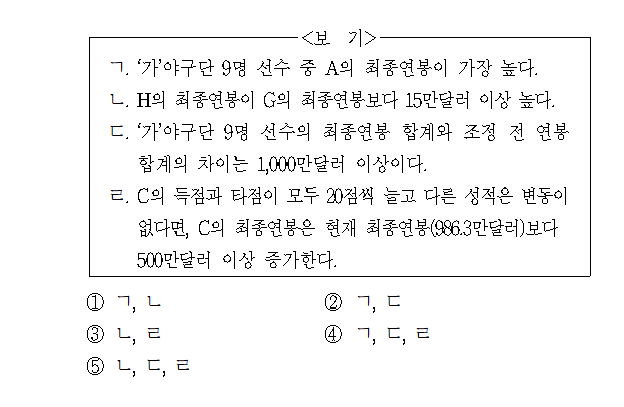 <보 기>
ㄱ. ‘가’야구단 9명 선수 중 A의 최종연봉이 가장 높다.
ㄴ. H의 최종연봉이 G의 최종연봉보다 15만달러 이상 높다.
ㄷ. ‘가’야구단 9명 선수의 최종연봉 합계와 조정 전 연봉
합계의 차이는 1,000만달러 이상이다.
ㄹ. C의 득점과 타점이 모두 20점씩 늘고 다른 성적은 변동이
없다면, C의 최종연봉은 현재 최종연봉(986.3만달러)보다
500만달러 이상 증가한다.
① ㄱ, ㄴ ② ㄱ, ㄷ
③ ㄴ, ㄹ ④ ㄱ, ㄷ, ㄹ
⑤ ㄴ, ㄷ, ㄹ